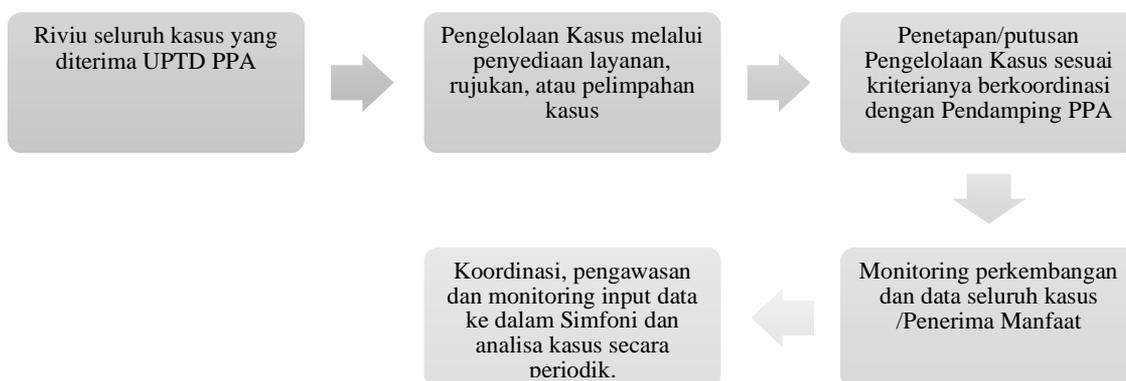 Riviu seluruh kasus yang
diterima UPTD PPA
Pengelolaan Kasus melalui
penyediaan layanan,
rujukan, atau pelimpahan
kasus
Penetapan/putusan
Pengelolaan Kasus sesuai
kriterianya berkoordinasi
dengan Pendamping PPA
Monitoring perkembangan
dan data seluruh kasus
/Penerima Manfaat
Koordinasi, pengawasan
dan monitoring input data
ke dalam Simfoni dan
analisa kasus secara
periodik.